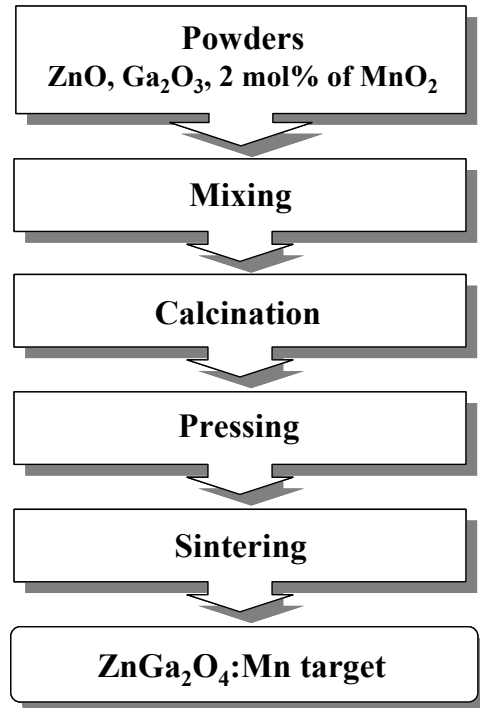 Powders
ZnO, Ga₂O₃, 2 mol% of MnO₂
Mixing
Calcination
Pressing
Sintering
ZnGa₂O₄:Mn target